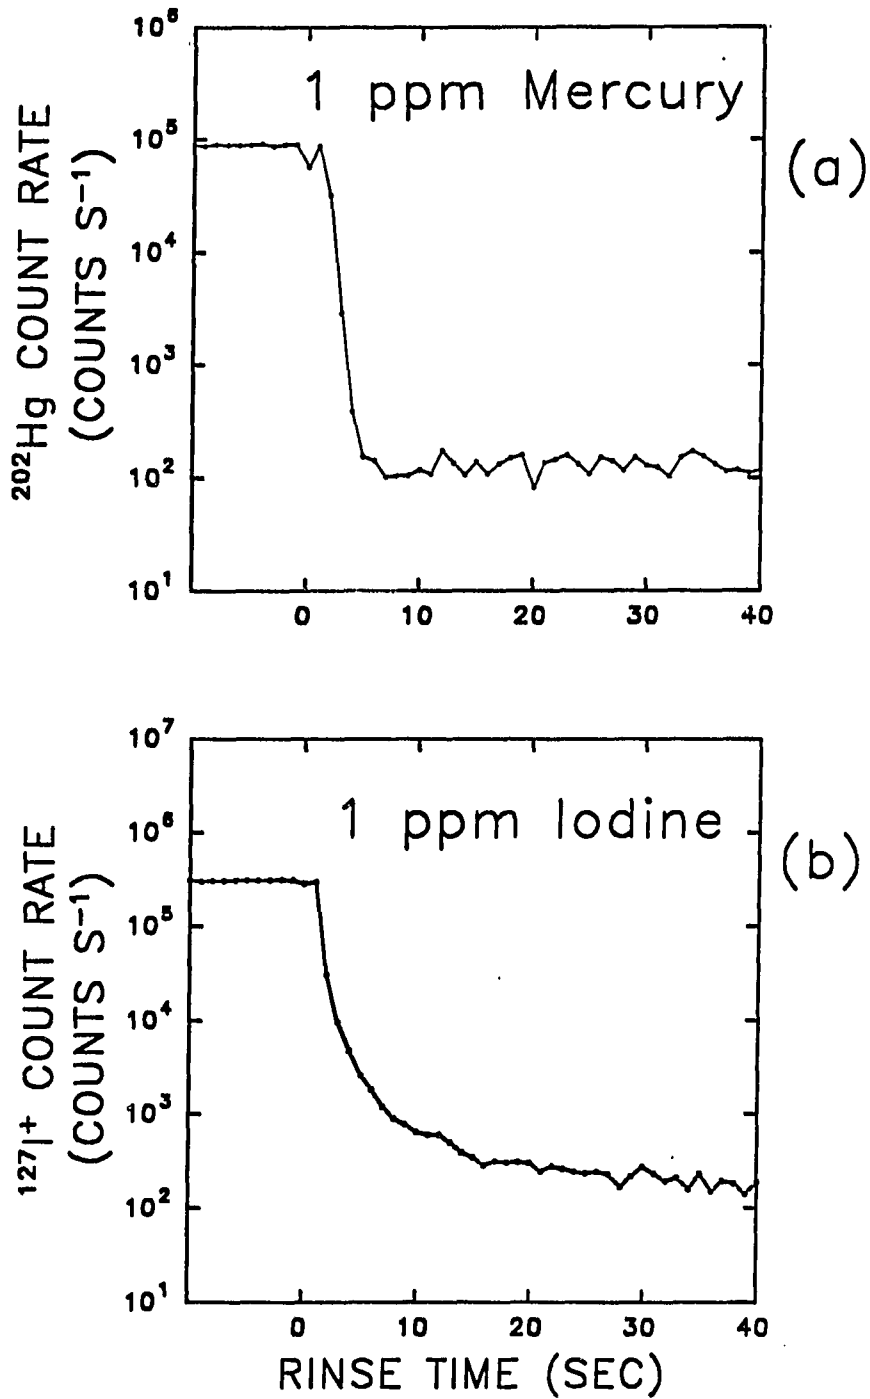 1 ppm Mercury
(a)
²⁰²Hg COUNT RATE
(COUNTS S⁻¹)
10⁶
10⁵
10⁴
10³
10²
10¹
0 10 20 30 40
1 ppm Iodine
(b)
¹²⁷I+ COUNT RATE
(COUNTS S⁻¹)
10⁷
10⁶
10⁵
10⁴
10³
10²
10¹
0 10 20 30 40
RINSE TIME (SEC)